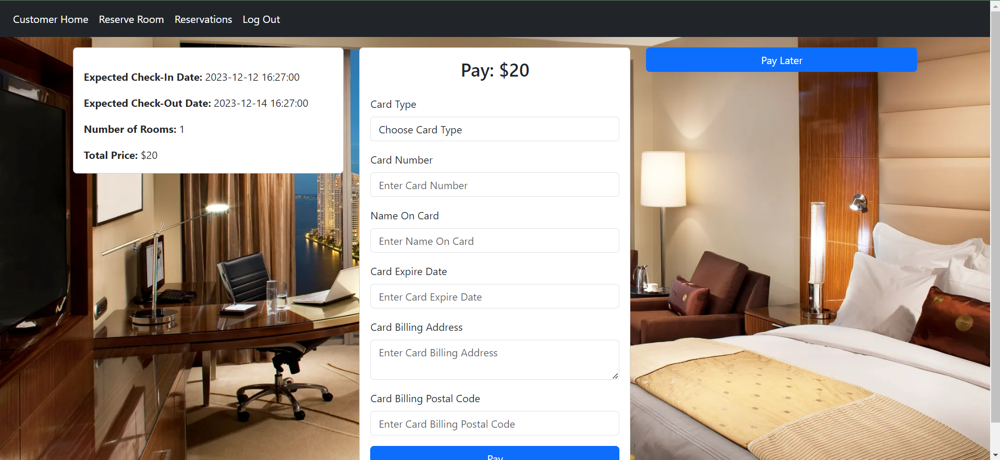 Customer Home Reserve Room Reservations Log Out
Expected Check-In Date: 2023-12-12 16:27:00
Expected Check-Out Date: 2023-12-14 16:27:00
Number of Rooms: 1
Total Price: $20
Pay: $20
Card Type
Choose Card Type
Card Number
Enter Card Number
Name On Card
Enter Name On Card
Card Expire Date
Enter Card Expire Date
Card Billing Address
Enter Card Billing Address
Card Billing Postal Code
Enter Card Billing Postal Code
Pay
Pay Later